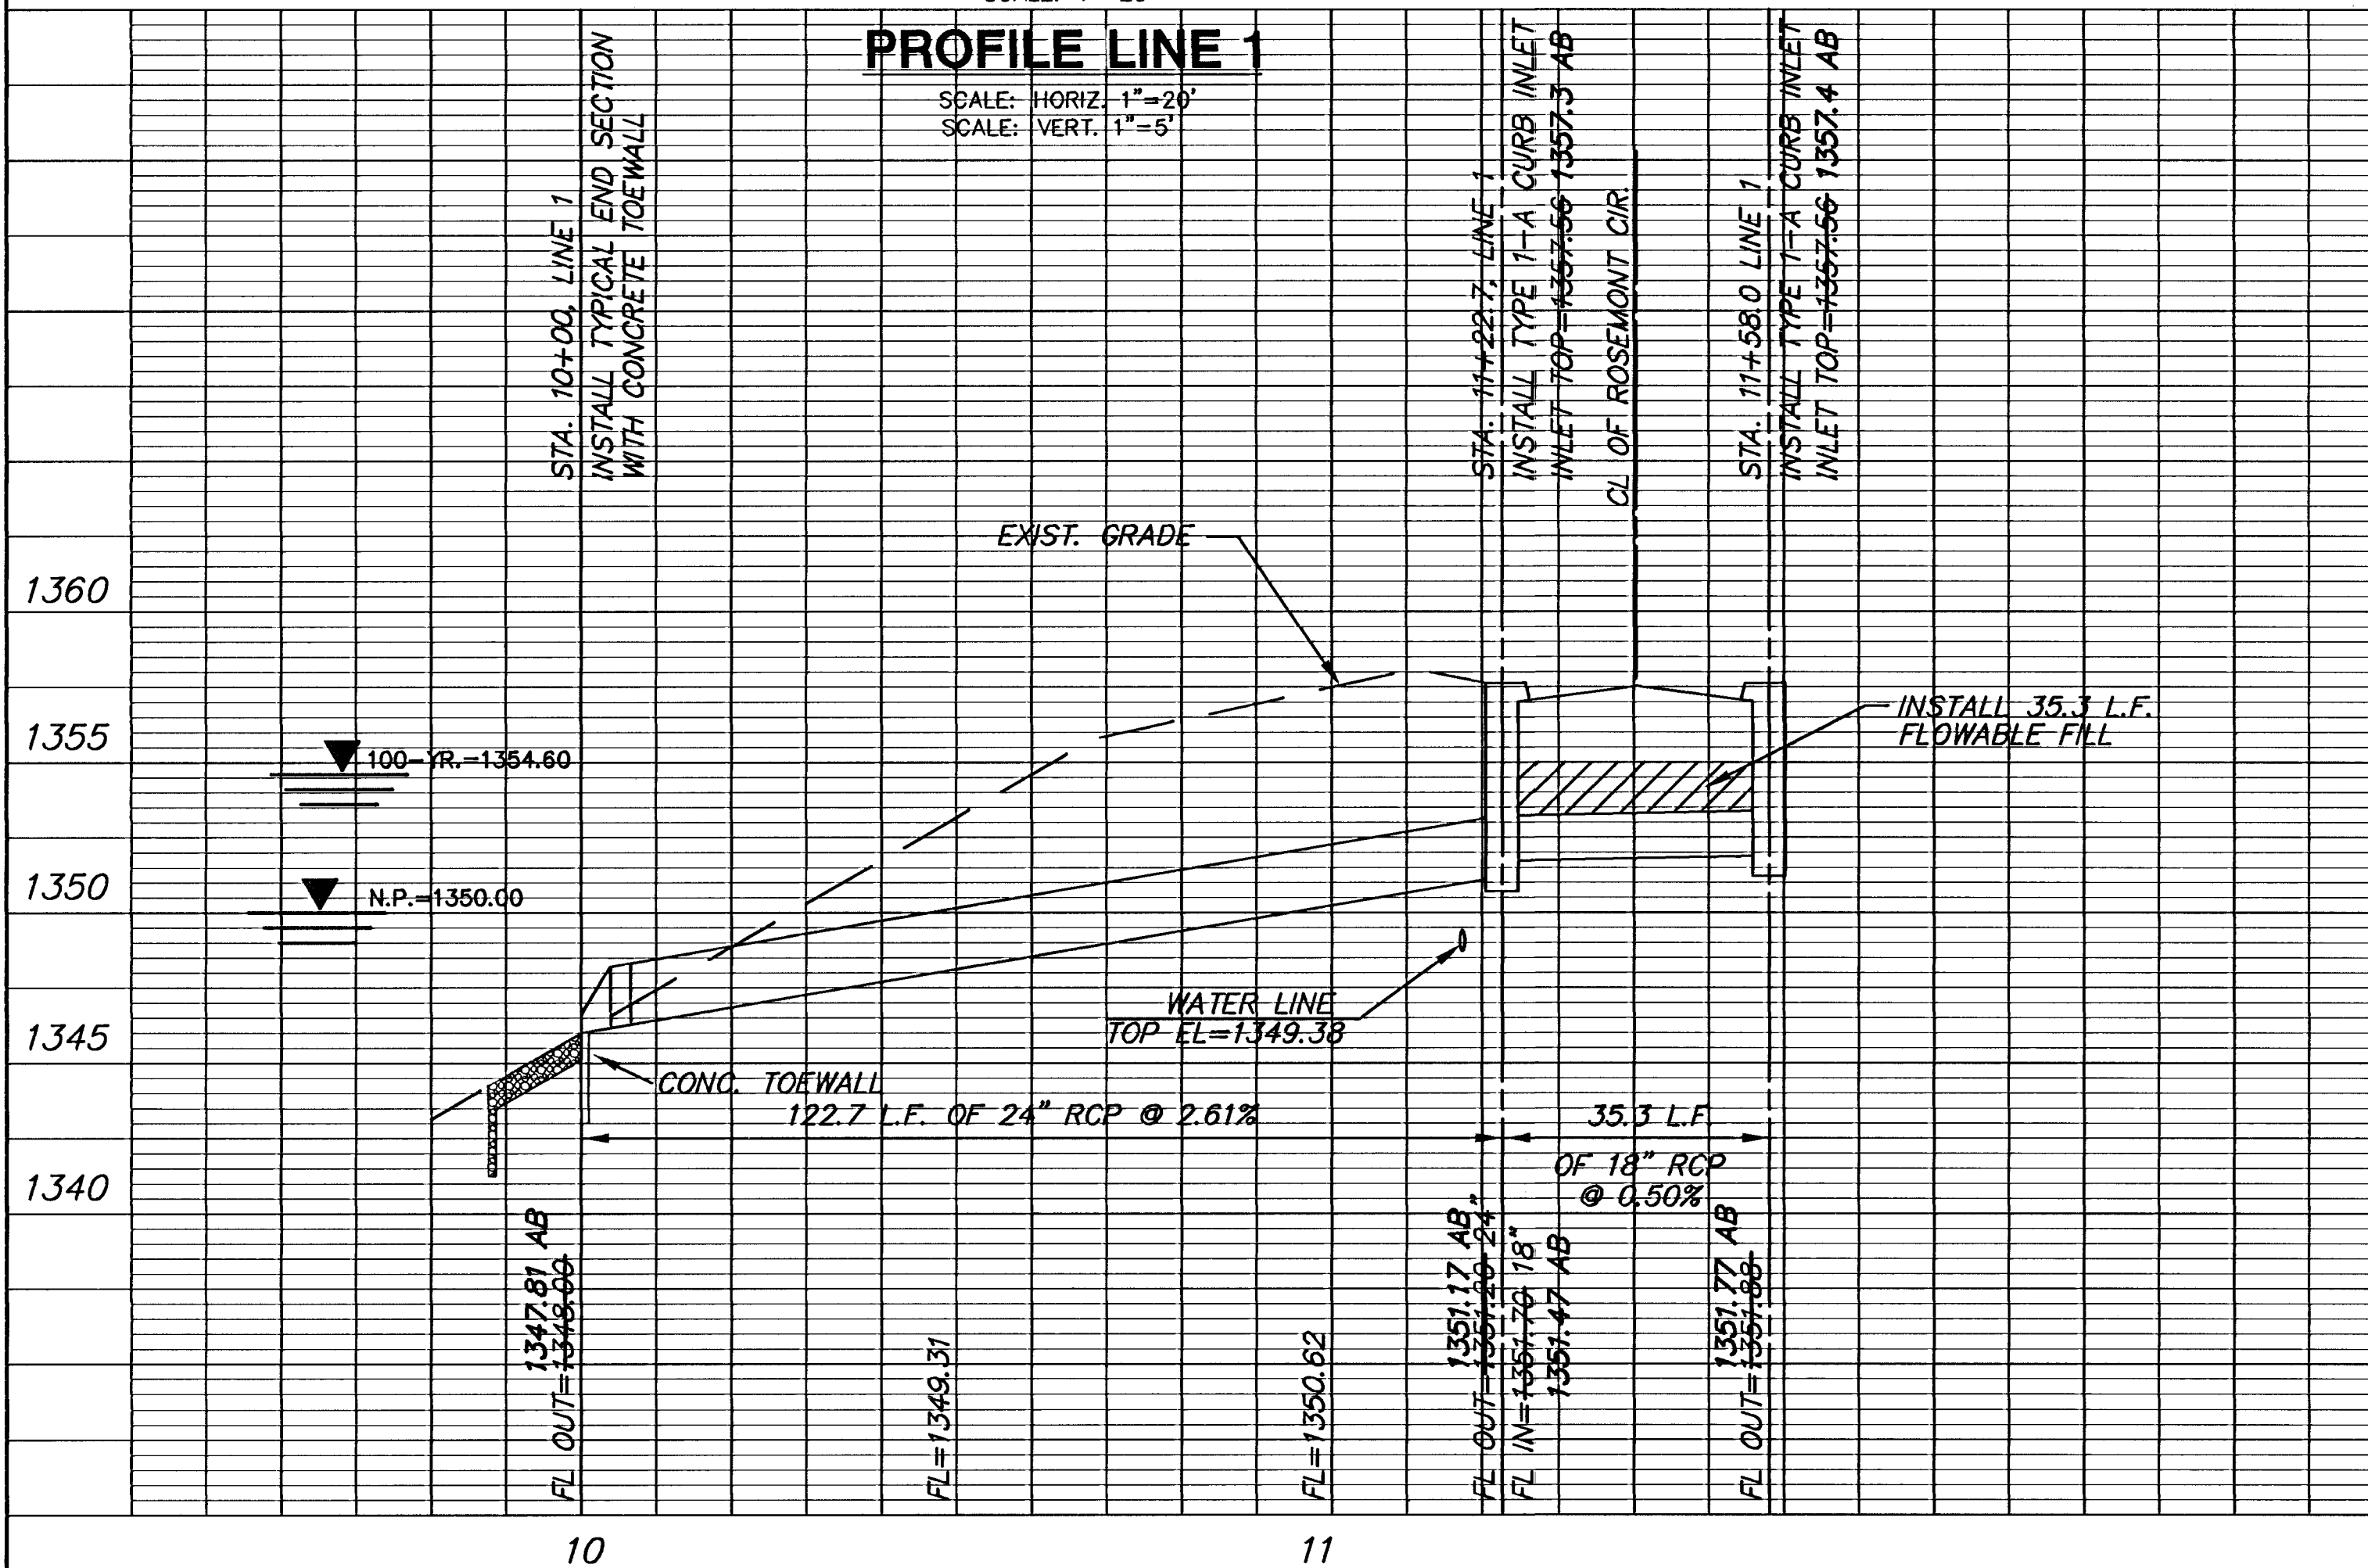 PROFILE LINE 1
SCALE: HORIZ. 1"=20'
SCALE: VERT. 1"=5'
STA. 10+00, LINE 1
INSTALL TYPICAL END SECTION
WITH CONCRETE TOEWALL
STA. 11+22.7, LINE 1
INSTALL TYPE 1-A CURB INLET
INLET TOP=1357.56 1357.3 AB
CL OF ROSEMONT CIR.
STA. 11+58.0 LINE 1
INSTALL TYPE 1-A CURB INLET
INLET TOP=1357.56 1357.4 AB
EXIST. GRADE
1360
1355
1350
1345
1340
100-YR.=1354.60
N.P.=1350.00
INSTALL 35.3 L.F.
FLOWABLE FILL
WATER LINE
TOP EL=1349.38
CONC. TOEWALL
122.7 L.F. OF 24" RCP @ 2.61%
35.3 L.F.
OF 18" RCP
@ 0.50%
1347.81 AB
FL OUT=1348.00
FL=1349.31
FL=1350.62
1351.17 AB
FL OUT=1351.20 24"
FL IN=1351.70 18"
1351.47 AB
1351.77 AB
FL OUT=1351.88
10
11